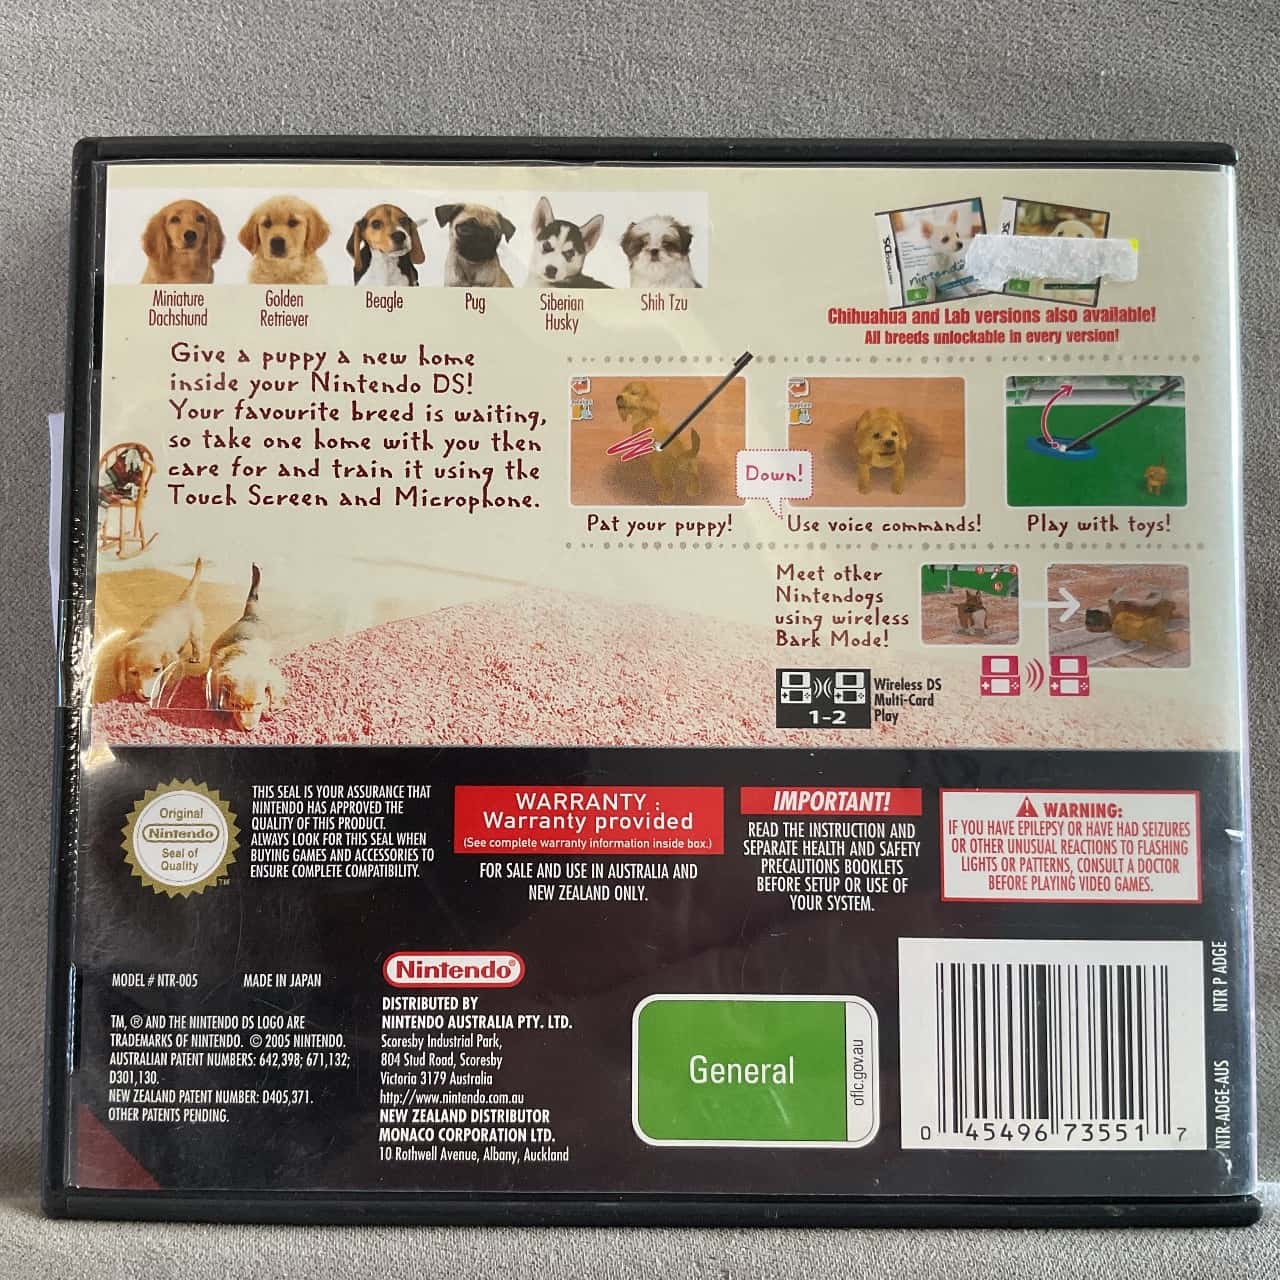 Miniature
Dachshund
Golden
Retriever
Beagle
Pug
Siberian
Husky
Shih Tzu
nintendo
Chihuahua and Lab versions also available!
All breeds unlockable in every version!
Give a puppy a new home
inside your Nintendo DS!
Your favourite breed is waiting,
so take one home with you then
care for and train it using the
Touch Screen and Microphone.
Down!
Pat your puppy!
Use voice commands!
Play with toys!
Meet other
Nintendogs
using wireless
Bark Mode!
1-2
Wireless DS
Multi-Card
Play
Original
Nintendo
Seal of
Quality
TM
THIS SEAL IS YOUR ASSURANCE THAT
NINTENDO HAS APPROVED THE
QUALITY OF THIS PRODUCT.
ALWAYS LOOK FOR THIS SEAL WHEN
BUYING GAMES AND ACCESSORIES TO
ENSURE COMPLETE COMPATIBILITY.
WARRANTY :
Warranty provided
(See complete warranty information inside box.)
FOR SALE AND USE IN AUSTRALIA AND
NEW ZEALAND ONLY.
IMPORTANT!
READ THE INSTRUCTION AND
SEPARATE HEALTH AND SAFETY
PRECAUTIONS BOOKLETS
BEFORE SETUP OR USE OF
YOUR SYSTEM.
WARNING:
IF YOU HAVE EPILEPSY OR HAVE HAD SEIZURES
OR OTHER UNUSUAL REACTIONS TO FLASHING
LIGHTS OR PATTERNS, CONSULT A DOCTOR
BEFORE PLAYING VIDEO GAMES.
MODEL # NTR-005
MADE IN JAPAN
TM, ® AND THE NINTENDO DS LOGO ARE
TRADEMARKS OF NINTENDO. © 2005 NINTENDO.
AUSTRALIAN PATENT NUMBERS: 642,398; 671,132;
D301,130.
NEW ZEALAND PATENT NUMBER: D405,371.
OTHER PATENTS PENDING.
Nintendo®
DISTRIBUTED BY
NINTENDO AUSTRALIA PTY. LTD.
Scoresby Industrial Park,
804 Stud Road, Scoresby
Victoria 3179 Australia
http://www.nintendo.com.au
NEW ZEALAND DISTRIBUTOR
MONACO CORPORATION LTD.
10 Rothwell Avenue, Albany, Auckland
General
oflc.gov.au
0 45496 73551 7
NTR-ADGE-AUS
NTR P ADGE